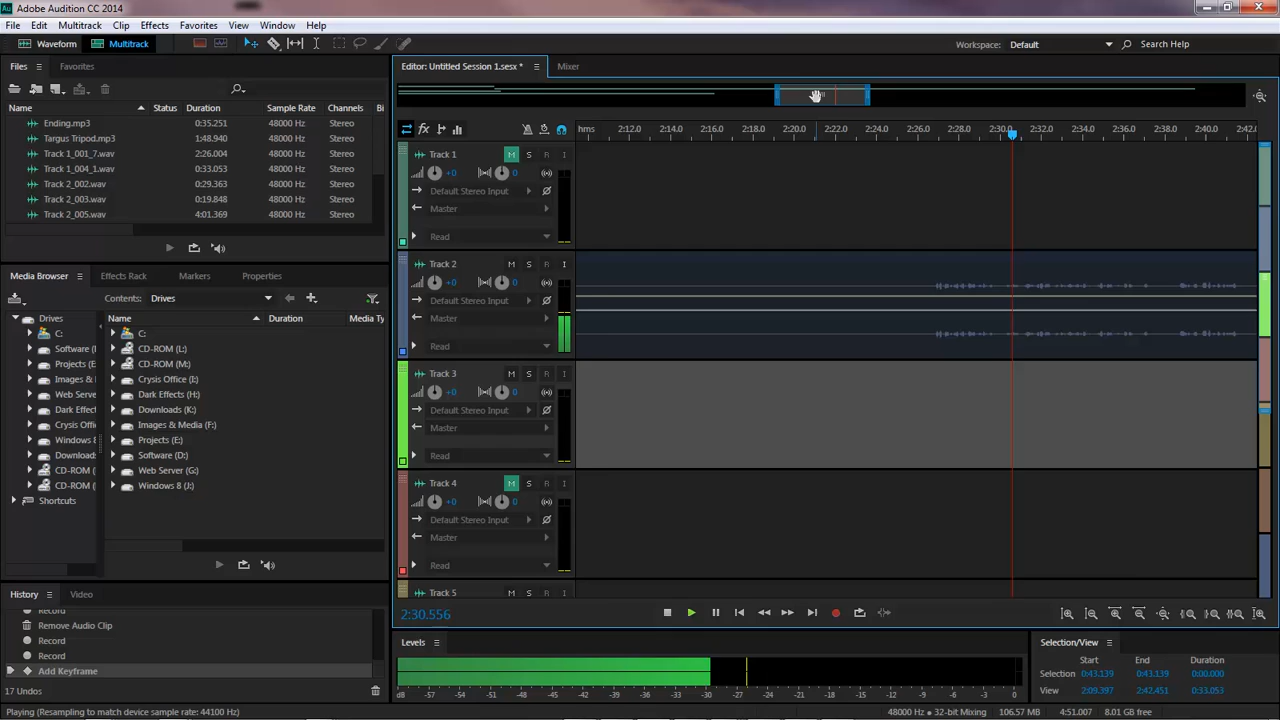 Au Adobe Audition CC 2014
File Edit Multitrack Clip Effects Favorites View Window Help
Waveform Multitrack Workspace: Default Search Help
Files Favorites
Name Status Duration Sample Rate Channels Bi
Ending.mp3 0:35.251 48000 Hz Stereo
Targus Tripod.mp3 1:48.940 48000 Hz Stereo
Track 1_001_7.wav 2:26.004 48000 Hz Stereo
Track 1_004_1.wav 0:33.053 48000 Hz Stereo
Track 2_002.wav 0:29.363 48000 Hz Stereo
Track 2_003.wav 0:19.848 48000 Hz Stereo
Track 2_005.wav 4:01.369 48000 Hz Stereo
Media Browser Effects Rack Markers Properties
Contents: Drives
Name Duration Media Ty
Drives
C:
Software (
Projects (E
Images &
Web Server
Dark Effect
Crysis Offic
Windows 8
Downloads
CD-ROM (
CD-ROM (
Shortcuts
C:
CD-ROM (L:)
CD-ROM (M:)
Crysis Office (I:)
Dark Effects (H:)
Downloads (K:)
Images & Media (F:)
Projects (E:)
Software (D:)
Web Server (G:)
Windows 8 (J:)
History Video
Record
Remove Audio Clip
Record
Record
Add Keyframe
17 Undos
Editor: Untitled Session 1.sesx * Mixer
fx hms 2:12.0 2:14.0 2:16.0 2:18.0 2:20.0 2:22.0 2:24.0 2:26.0 2:28.0 2:30.0 2:32.0 2:34.0 2:36.0 2:38.0 2:40.0 2:42.0
Track 1 M S R I
+0 0
Default Stereo Input
Master
Read
Track 2 M S R I
+0 0
Default Stereo Input
Master
Read
Track 3 M S R I
+0 0
Default Stereo Input
Master
Read
Track 4 M S R I
+0 0
Default Stereo Input
Master
Read
Track 5 M S R I
2:30.556
Levels
dB -57 -54 -51 -48 -45 -42 -39 -36 -33 -30 -27 -24 -21 -18 -15 -12 -9 -6 -3 0
Selection/View
Start End Duration
Selection 0:43.139 0:43.139 0:00.000
View 2:09.397 2:42.451 0:33.053
Playing (Resampling to match device sample rate: 44100 Hz) 48000 Hz • 32-bit Mixing 106.57 MB 4:51.007 8.01 GB free